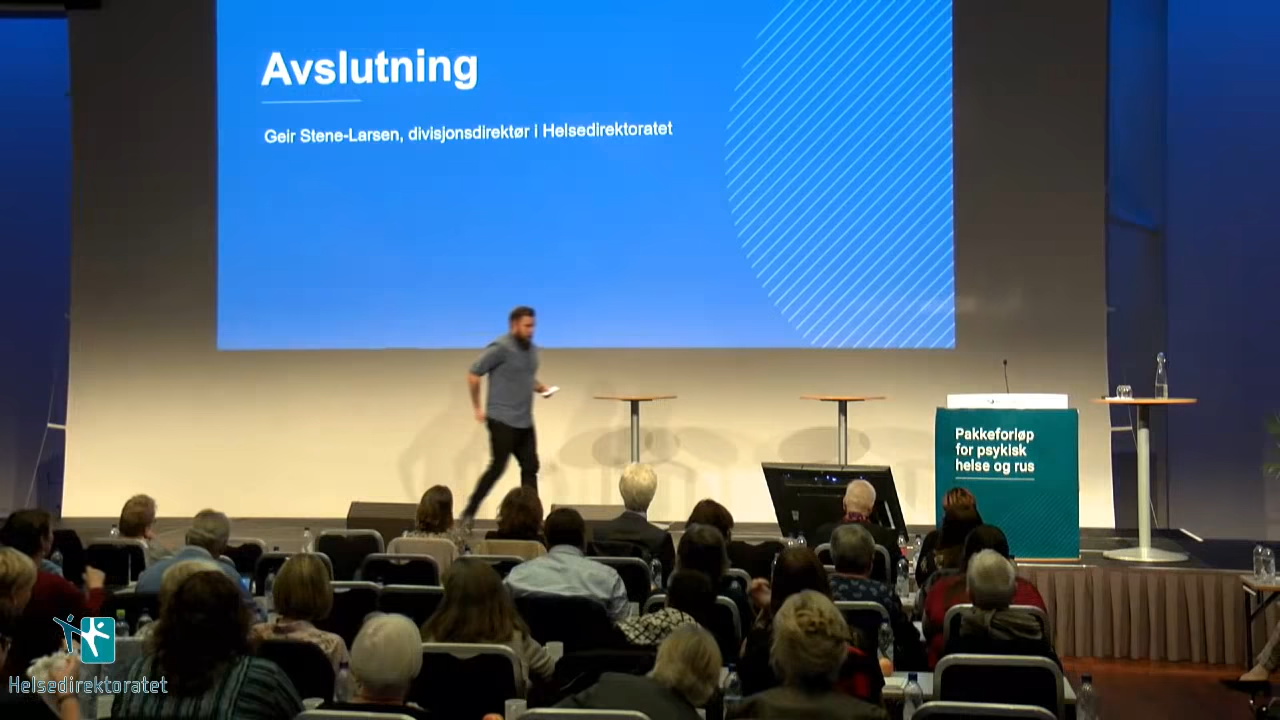 Avslutning
Geir Stene-Larsen, divisjonsdirektør i Helsedirektoratet
Pakkeforløp
for psykisk
helse og rus
Helsedirektoratet